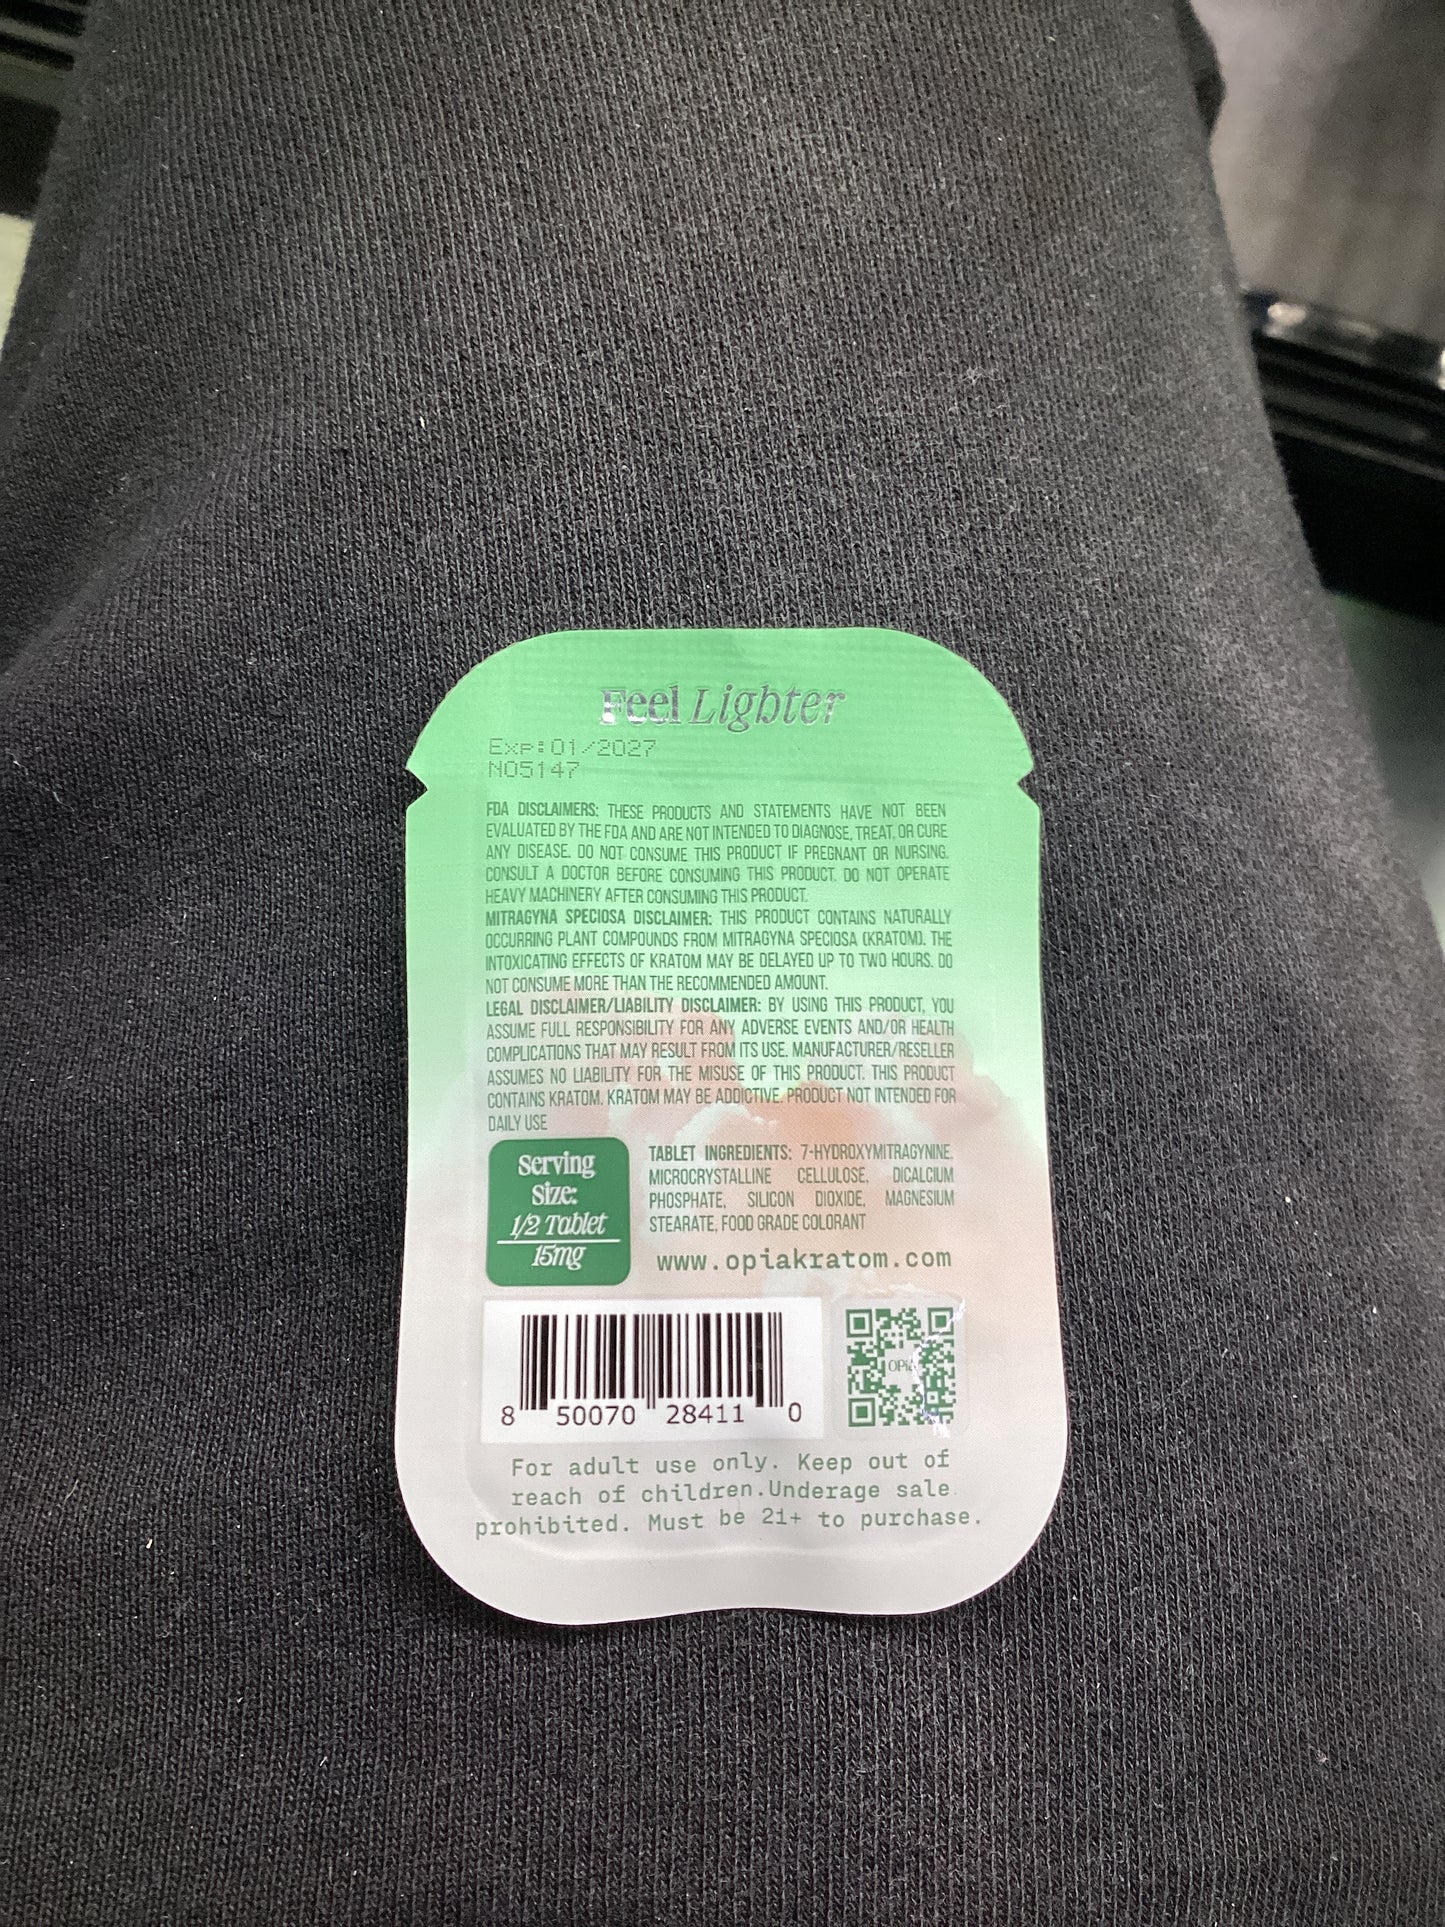 Feel Lighter
Exp:01/2027
N05147
FDA DISCLAIMERS: THESE PRODUCTS AND STATEMENTS HAVE NOT BEEN
EVALUATED BY THE FDA AND ARE NOT INTENDED TO DIAGNOSE, TREAT, OR CURE
ANY DISEASE. DO NOT CONSUME THIS PRODUCT IF PREGNANT OR NURSING.
CONSULT A DOCTOR BEFORE CONSUMING THIS PRODUCT. DO NOT OPERATE
HEAVY MACHINERY AFTER CONSUMING THIS PRODUCT.
MITRAGYNA SPECIOSA DISCLAIMER: THIS PRODUCT CONTAINS NATURALLY
OCCURRING PLANT COMPOUNDS FROM MITRAGYNA SPECIOSA (KRATOM). THE
INTOXICATING EFFECTS OF KRATOM MAY BE DELAYED UP TO TWO HOURS. DO
NOT CONSUME MORE THAN THE RECOMMENDED AMOUNT.
LEGAL DISCLAIMER/LIABILITY DISCLAIMER: BY USING THIS PRODUCT, YOU
ASSUME FULL RESPONSIBILITY FOR ANY ADVERSE EVENTS AND/OR HEALTH
COMPLICATIONS THAT MAY RESULT FROM ITS USE. MANUFACTURER/RESELLER
ASSUMES NO LIABILITY FOR THE MISUSE OF THIS PRODUCT. THIS PRODUCT
CONTAINS KRATOM. KRATOM MAY BE ADDICTIVE. PRODUCT NOT INTENDED FOR
DAILY USE
Serving
Size:
1/2 Tablet
15mg
TABLET INGREDIENTS: 7-HYDROXYMITRAGYNINE,
MICROCRYSTALLINE CELLULOSE, DICALCIUM
PHOSPHATE, SILICON DIOXIDE, MAGNESIUM
STEARATE, FOOD GRADE COLORANT
www.opiakratom.com
8 50070 28411 0
OPia
For adult use only. Keep out of
reach of children.Underage sale
prohibited. Must be 21+ to purchase.